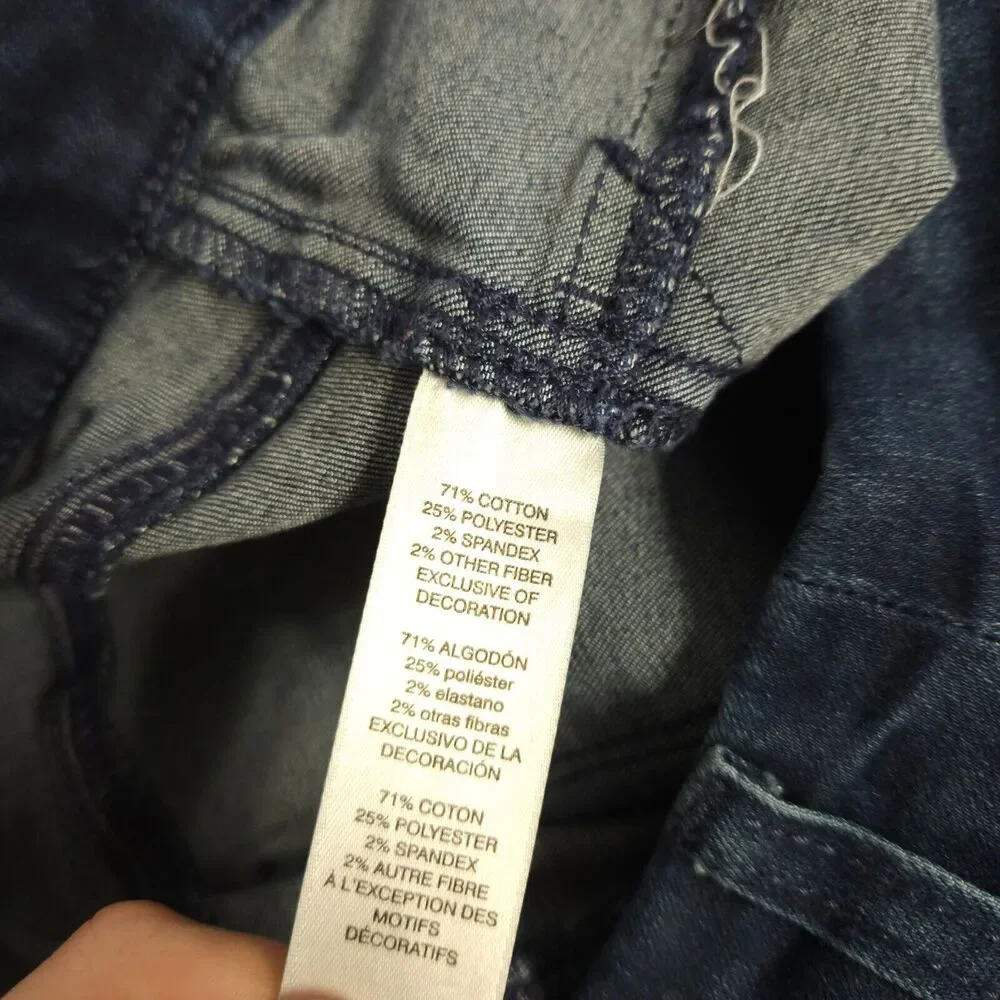 71% COTTON
25% POLYESTER
2% SPANDEX
2% OTHER FIBER
EXCLUSIVE OF
DECORATION
71% ALGODÓN
25% poliéster
2% elastano
2% otras fibras
EXCLUSIVO DE LA
DECORACIÓN
71% COTON
25% POLYESTER
2% SPANDEX
2% AUTRE FIBRE
À L'EXCEPTION DES
MOTIFS
DÉCORATIFS